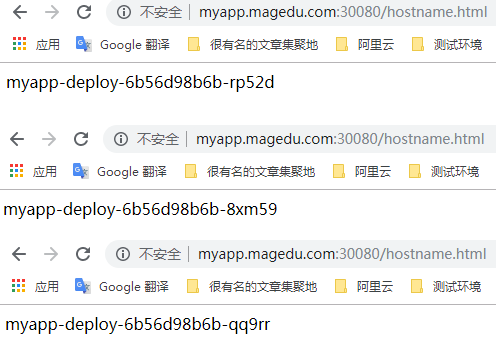 不安全 myapp.magedu.com:30080/hostname.html
应用 Google 翻译 很有名的文章集聚地 阿里云 测试环境
myapp-deploy-6b56d98b6b-rp52d
不安全 myapp.magedu.com:30080/hostname.html
应用 Google 翻译 很有名的文章集聚地 阿里云 测试环境
myapp-deploy-6b56d98b6b-8xm59
不安全 myapp.magedu.com:30080/hostname.html
应用 Google 翻译 很有名的文章集聚地 阿里云 测试环境
myapp-deploy-6b56d98b6b-qq9rr